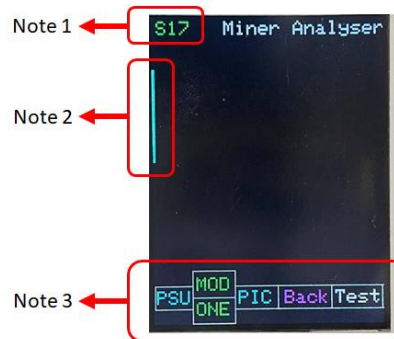 Note 1
S17 Miner Analyser
Note 2
Note 3
PSU MOD ONE PIC Back Test